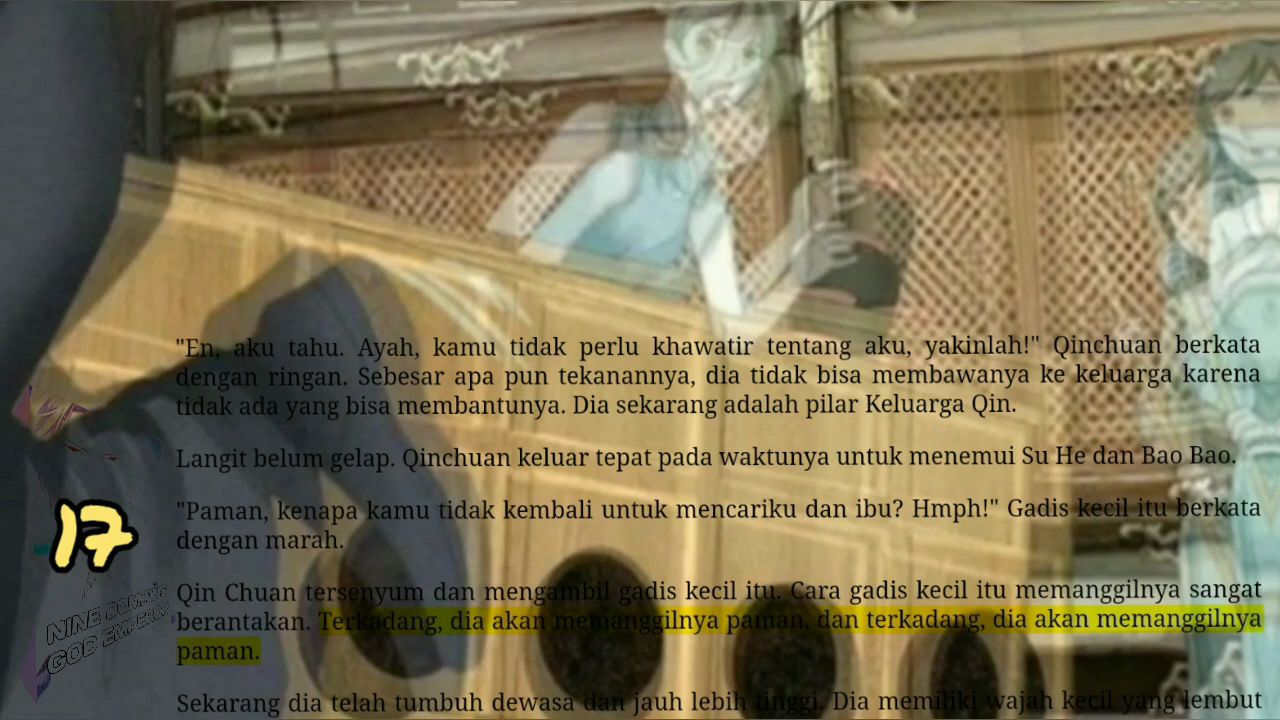 "En, aku tahu. Ayah, kamu tidak perlu khawatir tentang aku, yakinlah!" Qinchuan berkata
dengan ringan. Sebesar apa pun tekanannya, dia tidak bisa membawanya ke keluarga karena
tidak ada yang bisa membantunya. Dia sekarang adalah pilar Keluarga Qin.
Langit belum gelap. Qinchuan keluar tepat pada waktunya untuk menemui Su He dan Bao Bao.
"Paman, kenapa kamu tidak kembali untuk mencariku dan ibu? Hmph!" Gadis kecil itu berkata
dengan marah.
Qin Chuan tersenyum dan mengambil gadis kecil itu. Cara gadis kecil itu memanggilnya sangat
berantakan. Terkadang, dia akan memanggilnya paman, dan terkadang, dia akan memanggilnya
paman.
Sekarang dia telah tumbuh dewasa dan jauh lebih tinggi. Dia memiliki wajah kecil yang lembut
17
NINE
GOD EMPEROR